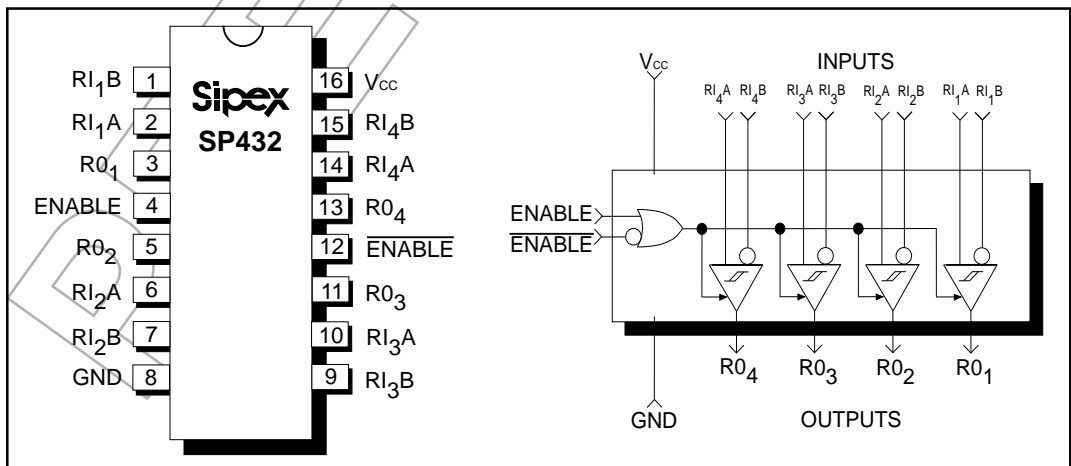 RI1B 1
RI1A 2
R01 3
ENABLE 4
R02 5
RI2A 6
RI2B 7
GND 8
Sipex
SP432
16 VCC
15 RI4B
14 RI4A
13 R04
12 ENABLE
11 R03
10 RI3A
9 RI3B
VCC
INPUTS
RI4A RI4B RI3A RI3B RI2A RI2B RI1A RI1B
ENABLE
ENABLE
R04 R03 R02 R01
GND
OUTPUTS